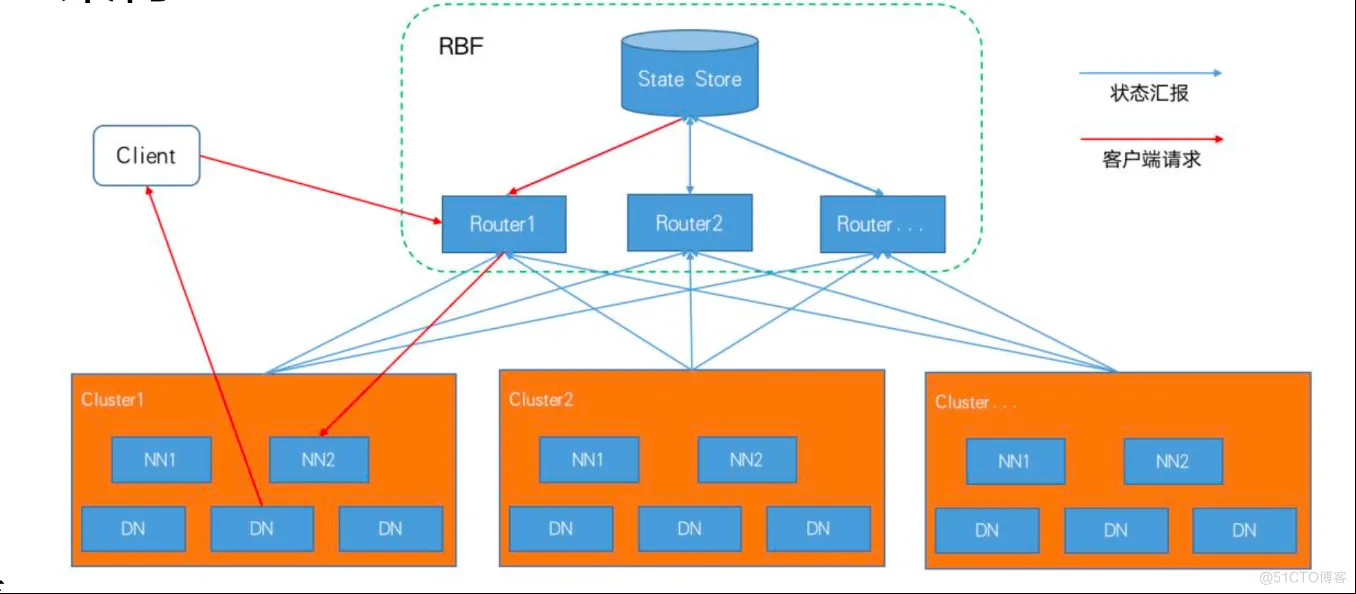 RBF
State Store
状态汇报
客户端请求
Client
Router1
Router2
Router...
Cluster1
NN1
NN2
DN
DN
DN
Cluster2
NN1
NN2
DN
DN
DN
Cluster...
NN1
NN2
DN
DN
DN
@51CTO博客